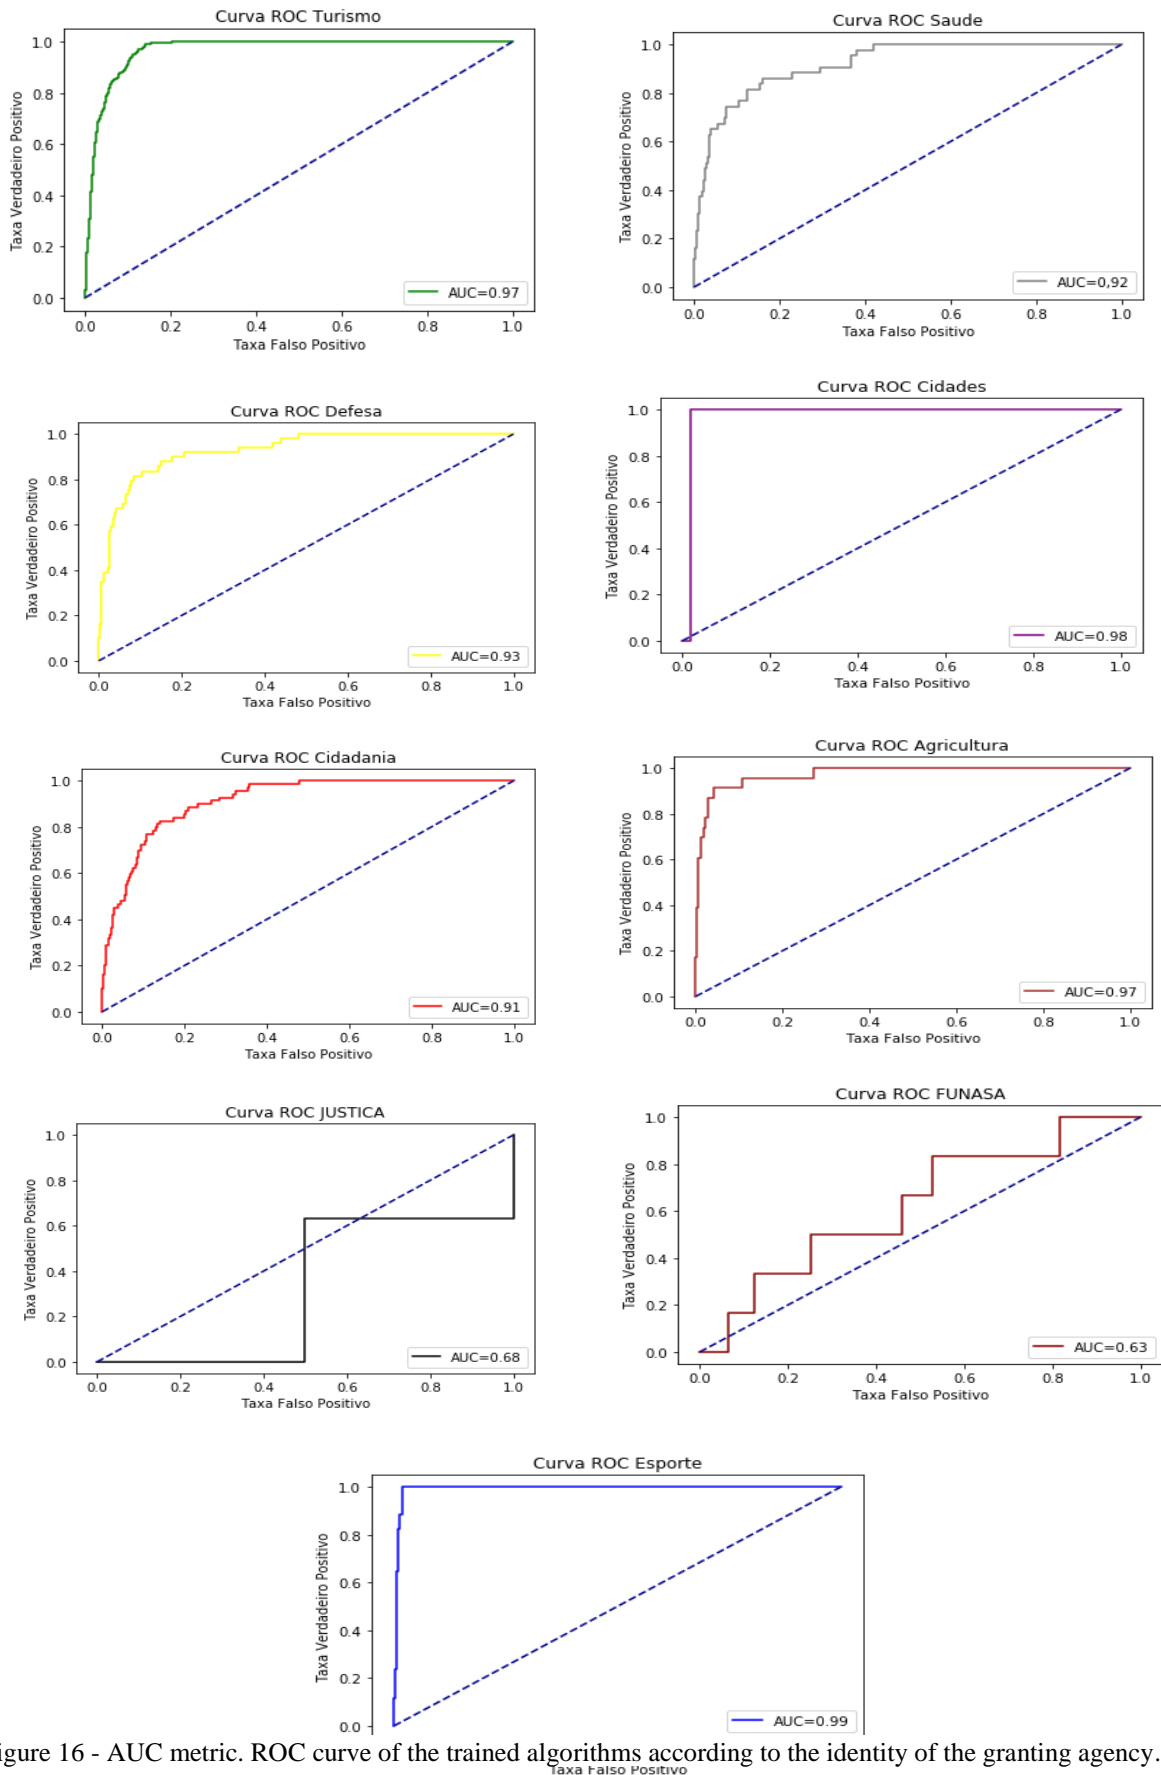 Curva ROC Turismo
Taxa Verdadeiro Positivo
1.0
0.8
0.6
0.4
0.2
0.0
AUC=0.97
0.0 0.2 0.4 0.6 0.8 1.0
Taxa Falso Positivo
Curva ROC Saude
Taxa Verdadeiro Positivo
1.0
0.8
0.6
0.4
0.2
0.0
AUC=0,92
0.0 0.2 0.4 0.6 0.8 1.0
Taxa Falso Positivo
Curva ROC Defesa
Taxa Verdadeiro Positivo
1.0
0.8
0.6
0.4
0.2
0.0
AUC=0.93
0.0 0.2 0.4 0.6 0.8 1.0
Taxa Falso Positivo
Curva ROC Cidades
Taxa Verdadeiro Positivo
1.0
0.8
0.6
0.4
0.2
0.0
AUC=0.98
0.0 0.2 0.4 0.6 0.8 1.0
Taxa Falso Positivo
Curva ROC Cidadania
Taxa Verdadeiro Positivo
1.0
0.8
0.6
0.4
0.2
0.0
AUC=0.91
0.0 0.2 0.4 0.6 0.8 1.0
Taxa Falso Positivo
Curva ROC Agricultura
Taxa Verdadeiro Positivo
1.0
0.8
0.6
0.4
0.2
0.0
AUC=0.97
0.0 0.2 0.4 0.6 0.8 1.0
Taxa Falso Positivo
Curva ROC JUSTICA
Taxa Verdadeiro Positivo
1.0
0.8
0.6
0.4
0.2
0.0
AUC=0.68
0.0 0.2 0.4 0.6 0.8 1.0
Taxa Falso Positivo
Curva ROC FUNASA
Taxa Verdadeiro Positivo
1.0
0.8
0.6
0.4
0.2
0.0
AUC=0.63
0.0 0.2 0.4 0.6 0.8 1.0
Taxa Falso Positivo
Curva ROC Esporte
Taxa Verdadeiro Positivo
1.0
0.8
0.6
0.4
0.2
0.0
AUC=0.99
igure 16 - AUC metric. ROC curve of the trained algorithms according to the identity of the granting agency.
Taxa Falso Positivo